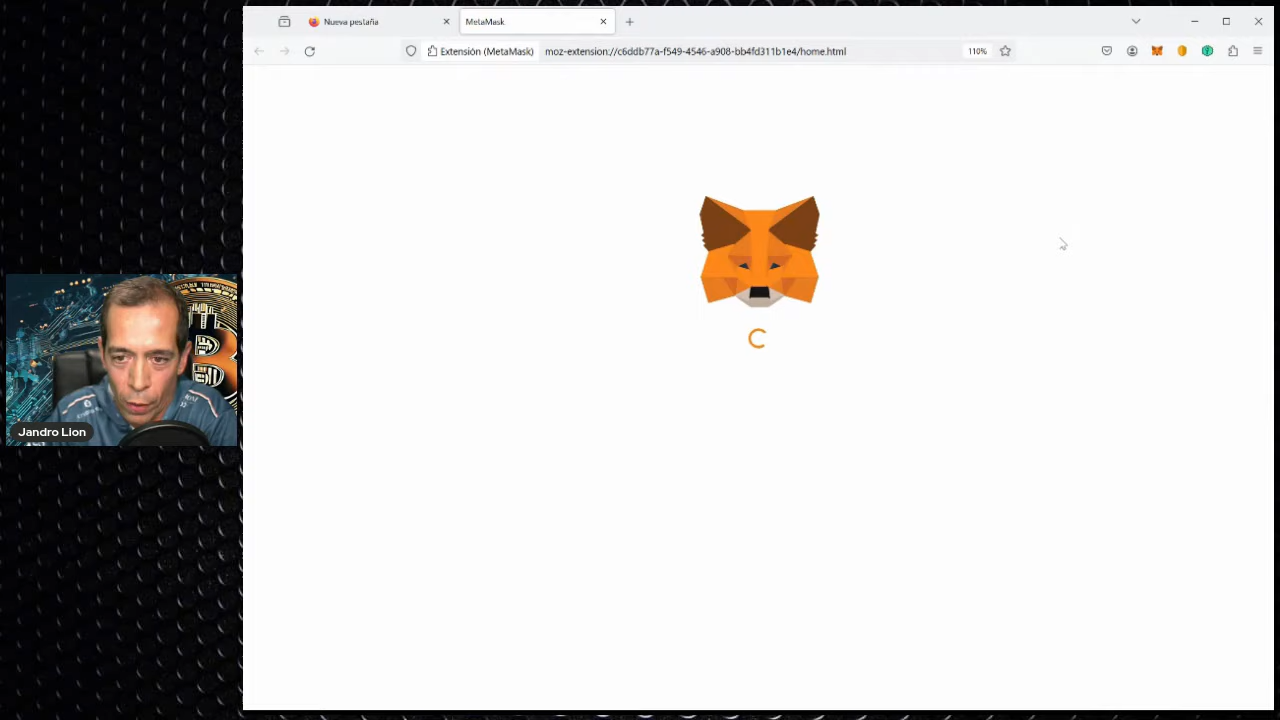 Nueva pestaña
MetaMask
Extensión (MetaMask)
moz-extension://c6ddb77a-f549-4546-a908-bb4fd311b1e4/home.html
110%
Jandro Lion